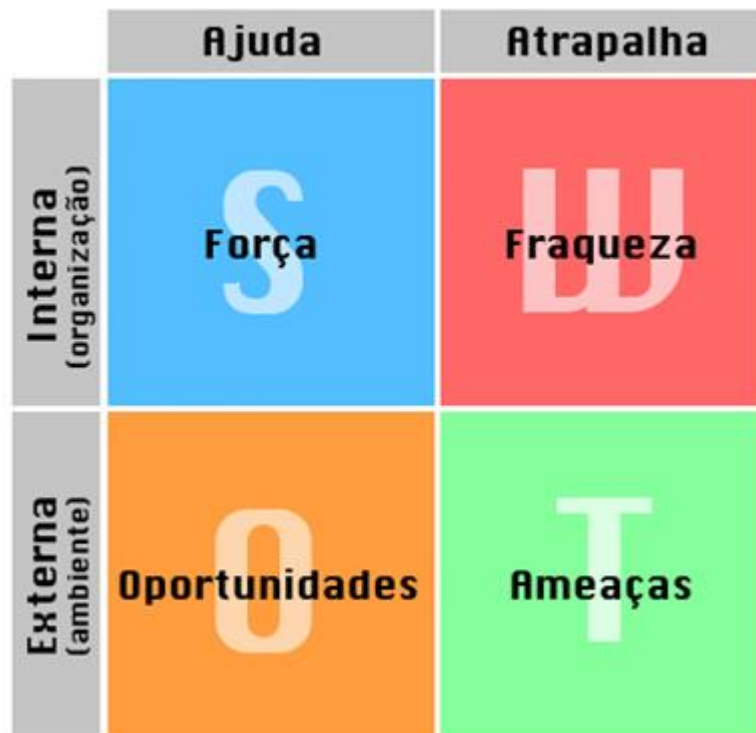 Ajuda
Atrapalha
Interna
(organização)
S
Força
W
Fraqueza
Externa
(ambiente)
O
Oportunidades
T
Ameaças